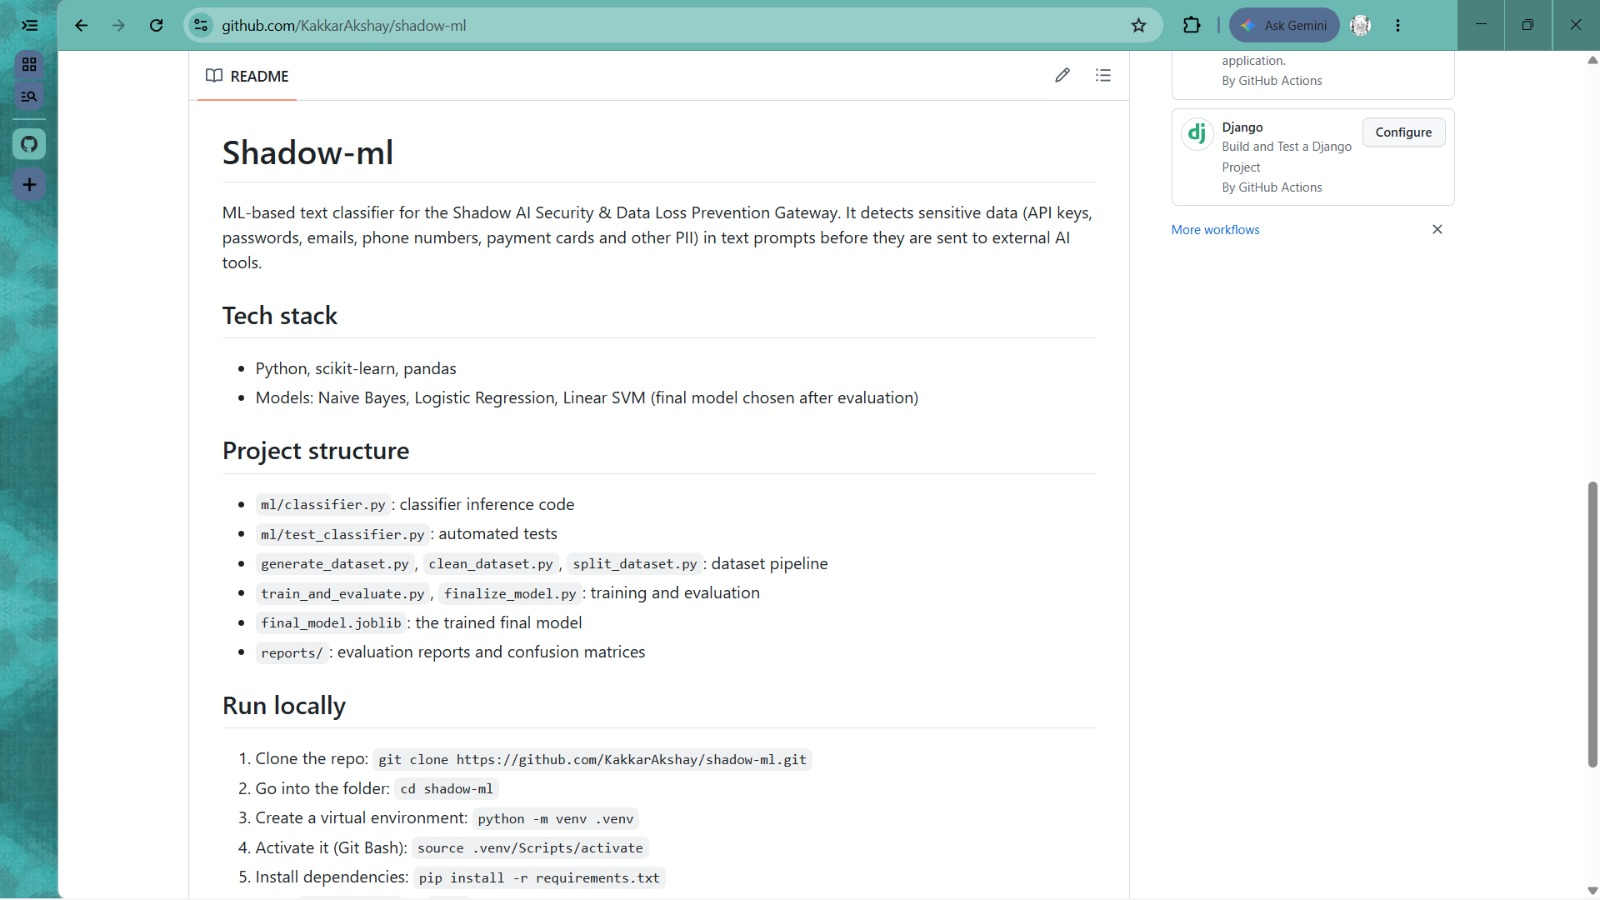 github.com/KakkarAkshay/shadow-ml
Ask Gemini
README
Shadow-ml
ML-based text classifier for the Shadow AI Security & Data Loss Prevention Gateway. It detects sensitive data (API keys,
passwords, emails, phone numbers, payment cards and other PII) in text prompts before they are sent to external AI
tools.
Tech stack
• Python, scikit-learn, pandas
• Models: Naive Bayes, Logistic Regression, Linear SVM (final model chosen after evaluation)
Project structure
• ml/classifier.py : classifier inference code
• ml/test_classifier.py : automated tests
• generate_dataset.py , clean_dataset.py , split_dataset.py : dataset pipeline
• train_and_evaluate.py , finalize_model.py : training and evaluation
• final_model.joblib : the trained final model
• reports/ : evaluation reports and confusion matrices
Run locally
1. Clone the repo: git clone https://github.com/KakkarAkshay/shadow-ml.git
2. Go into the folder: cd shadow-ml
3. Create a virtual environment: python -m venv .venv
4. Activate it (Git Bash): source .venv/Scripts/activate
5. Install dependencies: pip install -r requirements.txt
application.
By GitHub Actions
dj
Django
Configure
Build and Test a Django
Project
By GitHub Actions
More workflows